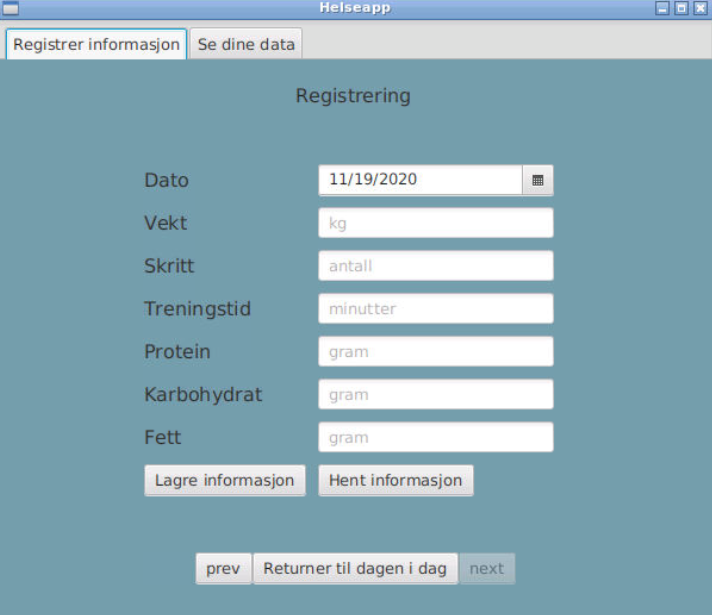 Helseapp
Registrer informasjon Se dine data
Registrering
Dato 11/19/2020
Vekt kg
Skritt antall
Treningstid minutter
Protein gram
Karbohydrat gram
Fett gram
Lagre informasjon Hent informasjon
prev Returner til dagen i dag next